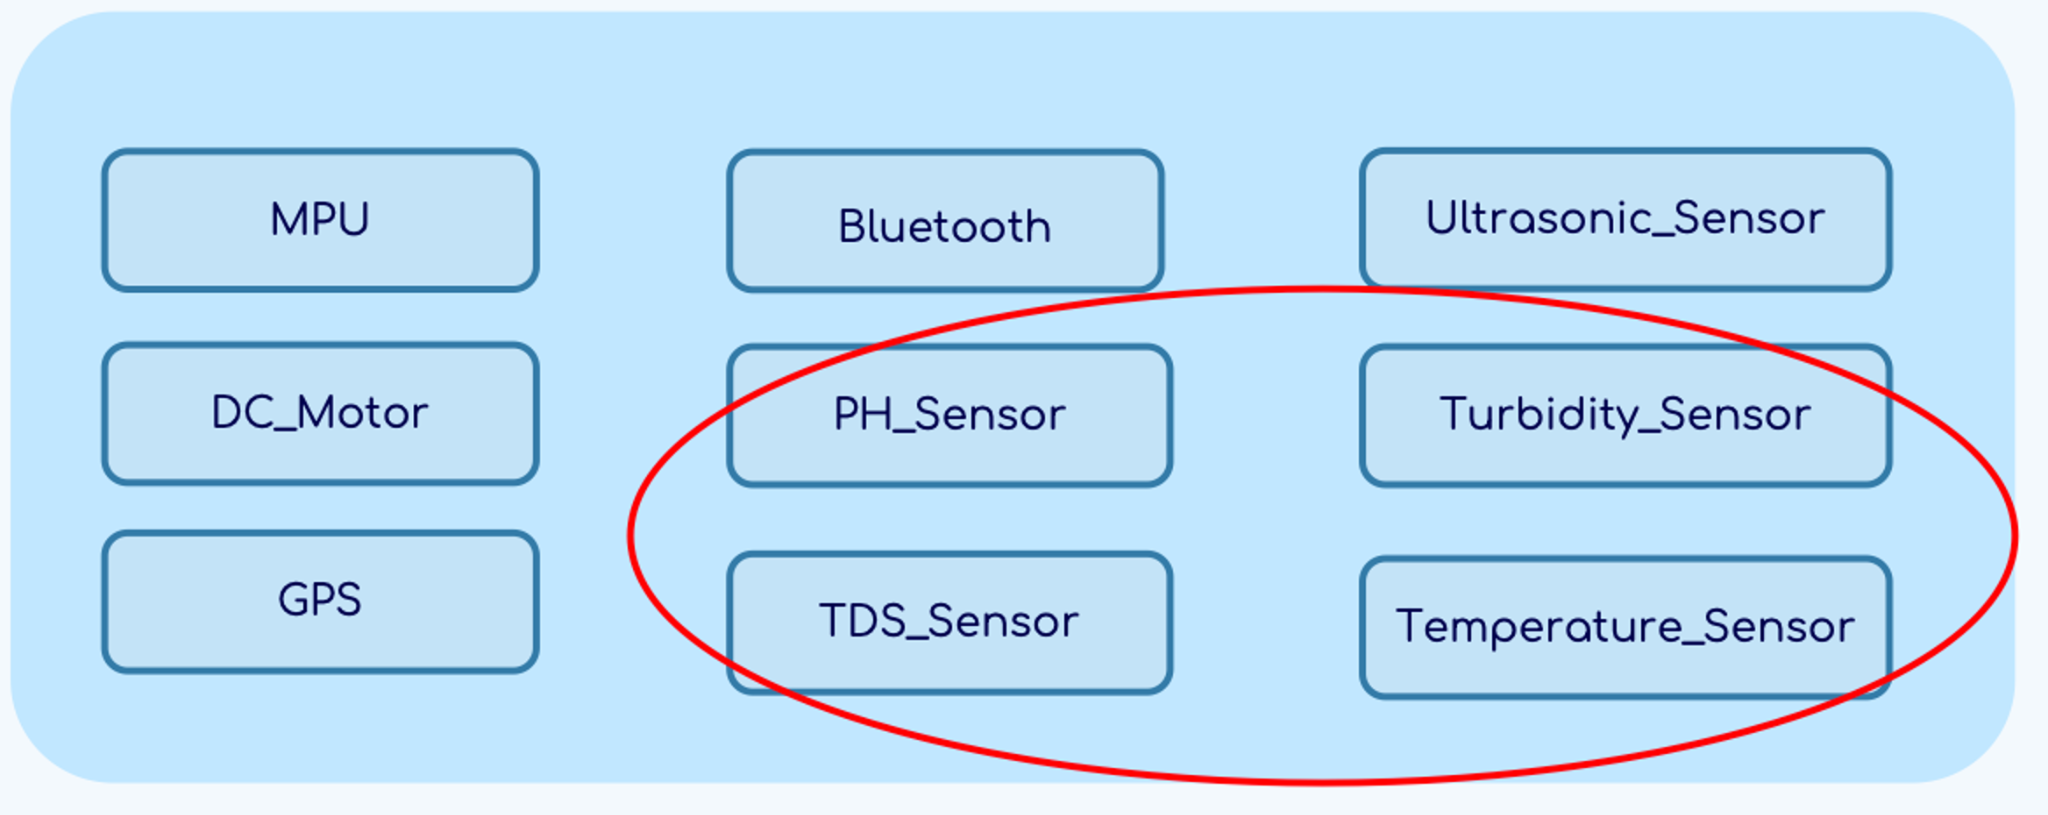 MPU
Bluetooth
Ultrasonic_Sensor
DC_Motor
PH_Sensor
Turbidity_Sensor
GPS
TDS_Sensor
Temperature_Sensor